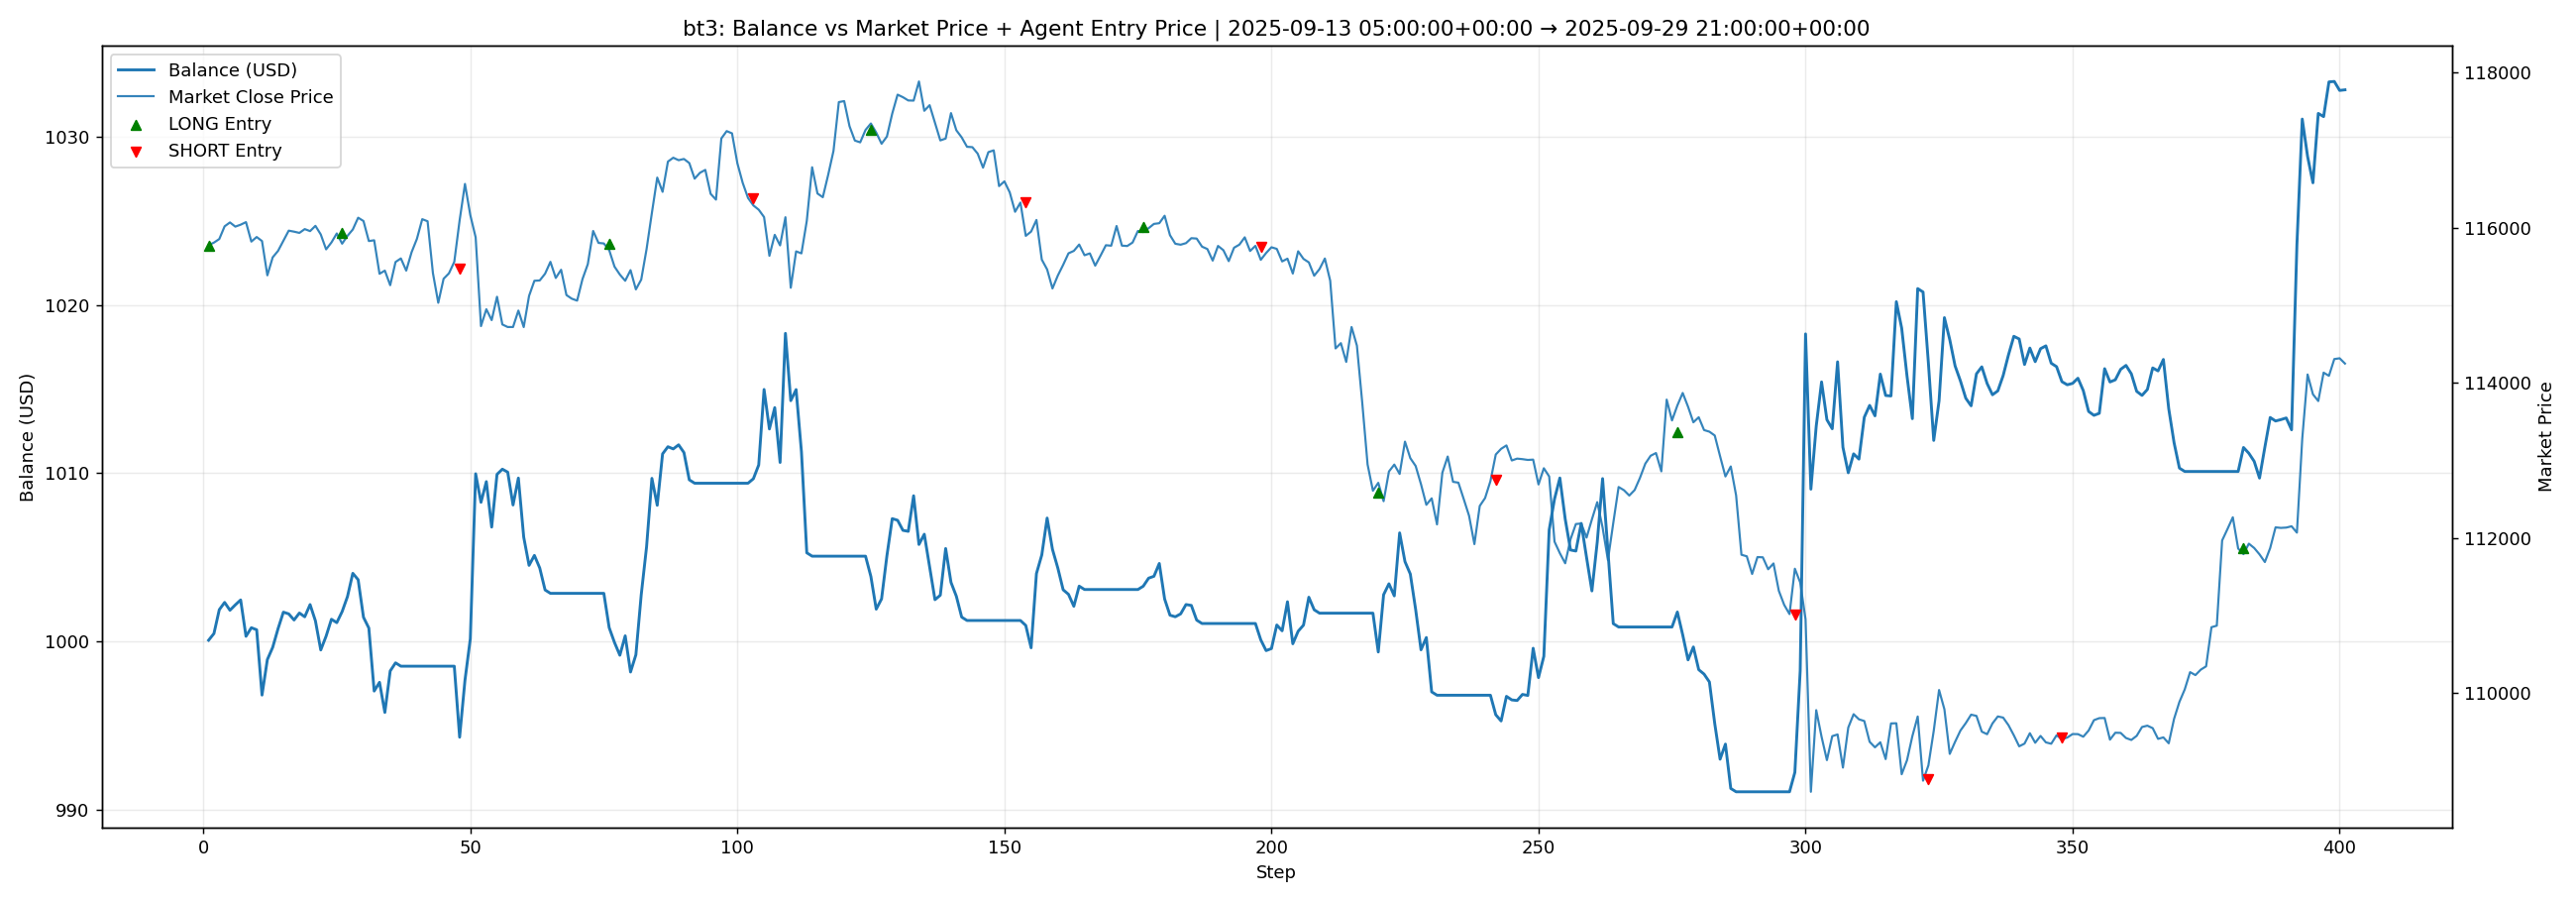 bt3: Balance vs Market Price + Agent Entry Price | 2025-09-13 05:00:00+00:00 → 2025-09-29 21:00:00+00:00
Balance (USD)
Market Close Price
LONG Entry
SHORT Entry
Balance (USD)
1030
1020
1010
1000
990
118000
116000
114000
112000
110000
Market Price
0 50 100 150 200 250 300 350 400
Step